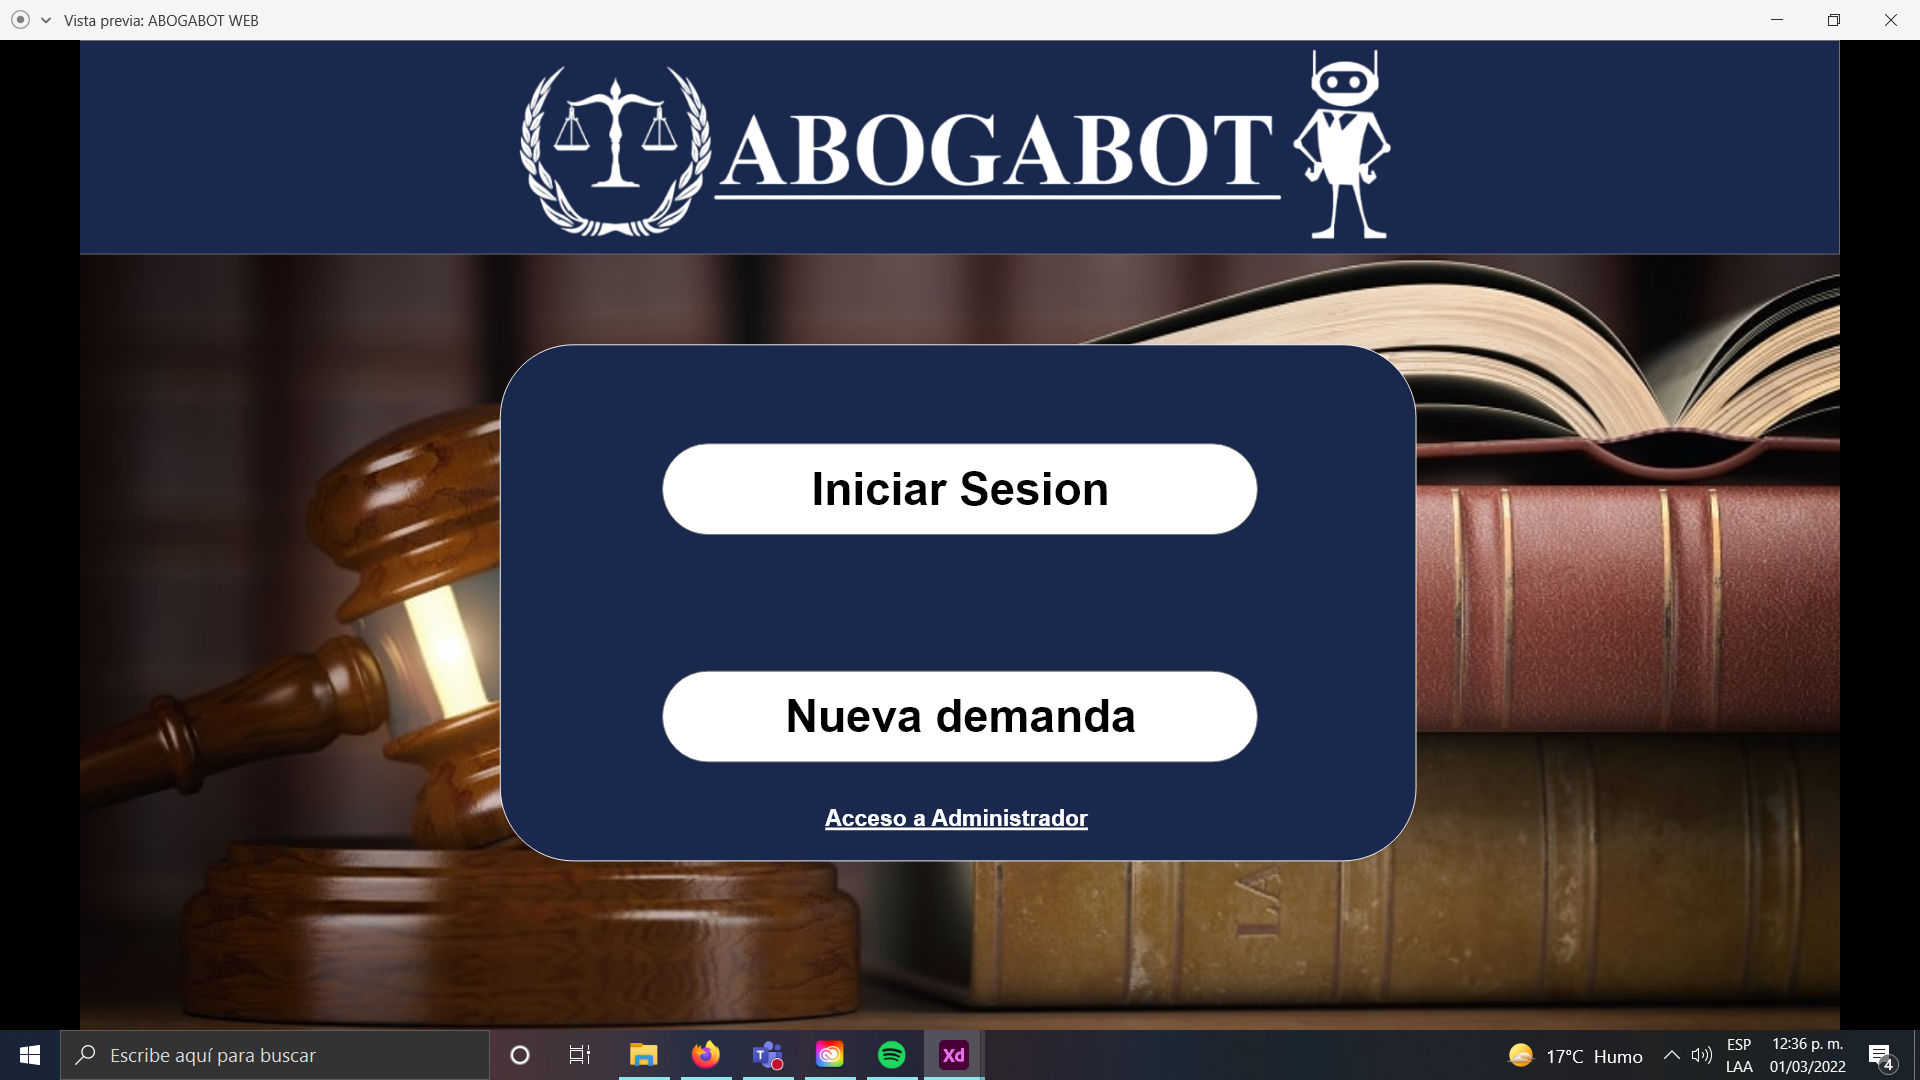 Vista previa: ABOGABOT WEB
ABOGABOT
Iniciar Sesion
Nueva demanda
Acceso a Administrador
LA
Escribe aquí para buscar
T
Xd
17°C Humo
ESP
LAA
12:36 p. m.
01/03/2022
4